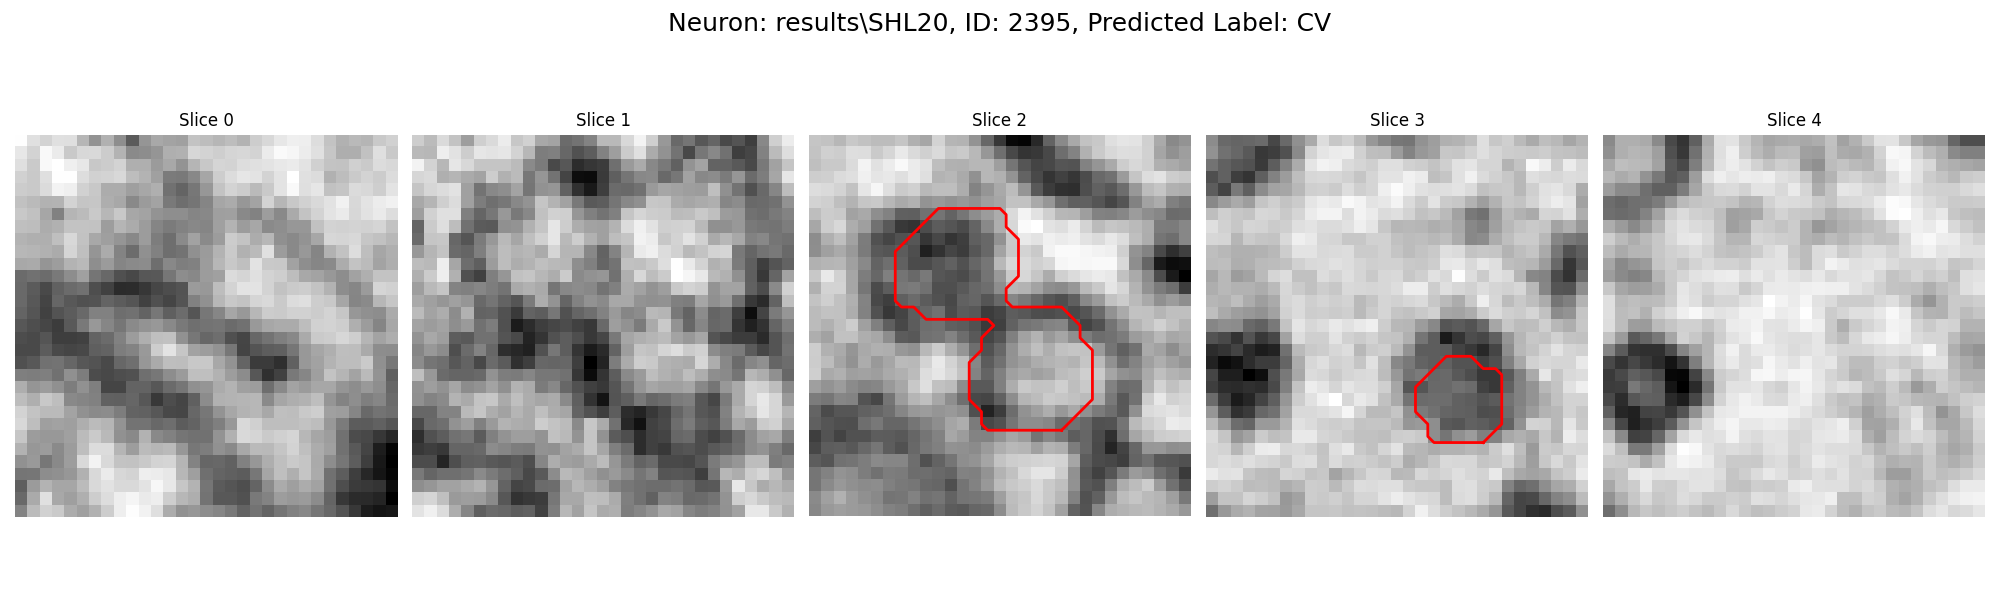 Neuron: results\SHL20, ID: 2395, Predicted Label: CV
Slice 0
Slice 1
Slice 2
Slice 3
Slice 4